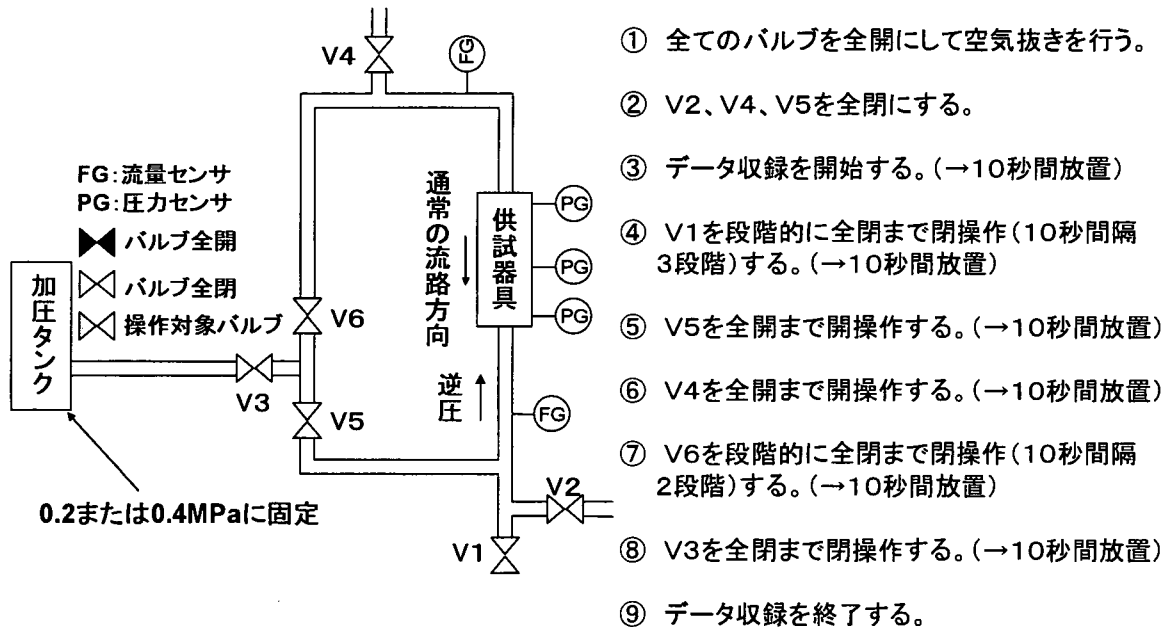 V4
FG
FG:流量センサ
PG:圧力センサ
バルブ全開
バルブ全閉
操作対象バルブ
加圧タンク
V6
V3
V5
通常の流路方向
供試器具
PG
PG
PG
逆圧
FG
V2
V1
0.2または0.4MPaに固定
① 全てのバルブを全開にして空気抜きを行う。
② V2、V4、V5を全閉にする。
③ データ収録を開始する。(→10秒間放置)
④ V1を段階的に全閉まで閉操作(10秒間隔
3段階)する。(→10秒間放置)
⑤ V5を全開まで開操作する。(→10秒間放置)
⑥ V4を全開まで開操作する。(→10秒間放置)
⑦ V6を段階的に全閉まで閉操作(10秒間隔
2段階)する。(→10秒間放置)
⑧ V3を全閉まで閉操作する。(→10秒間放置)
⑨ データ収録を終了する。